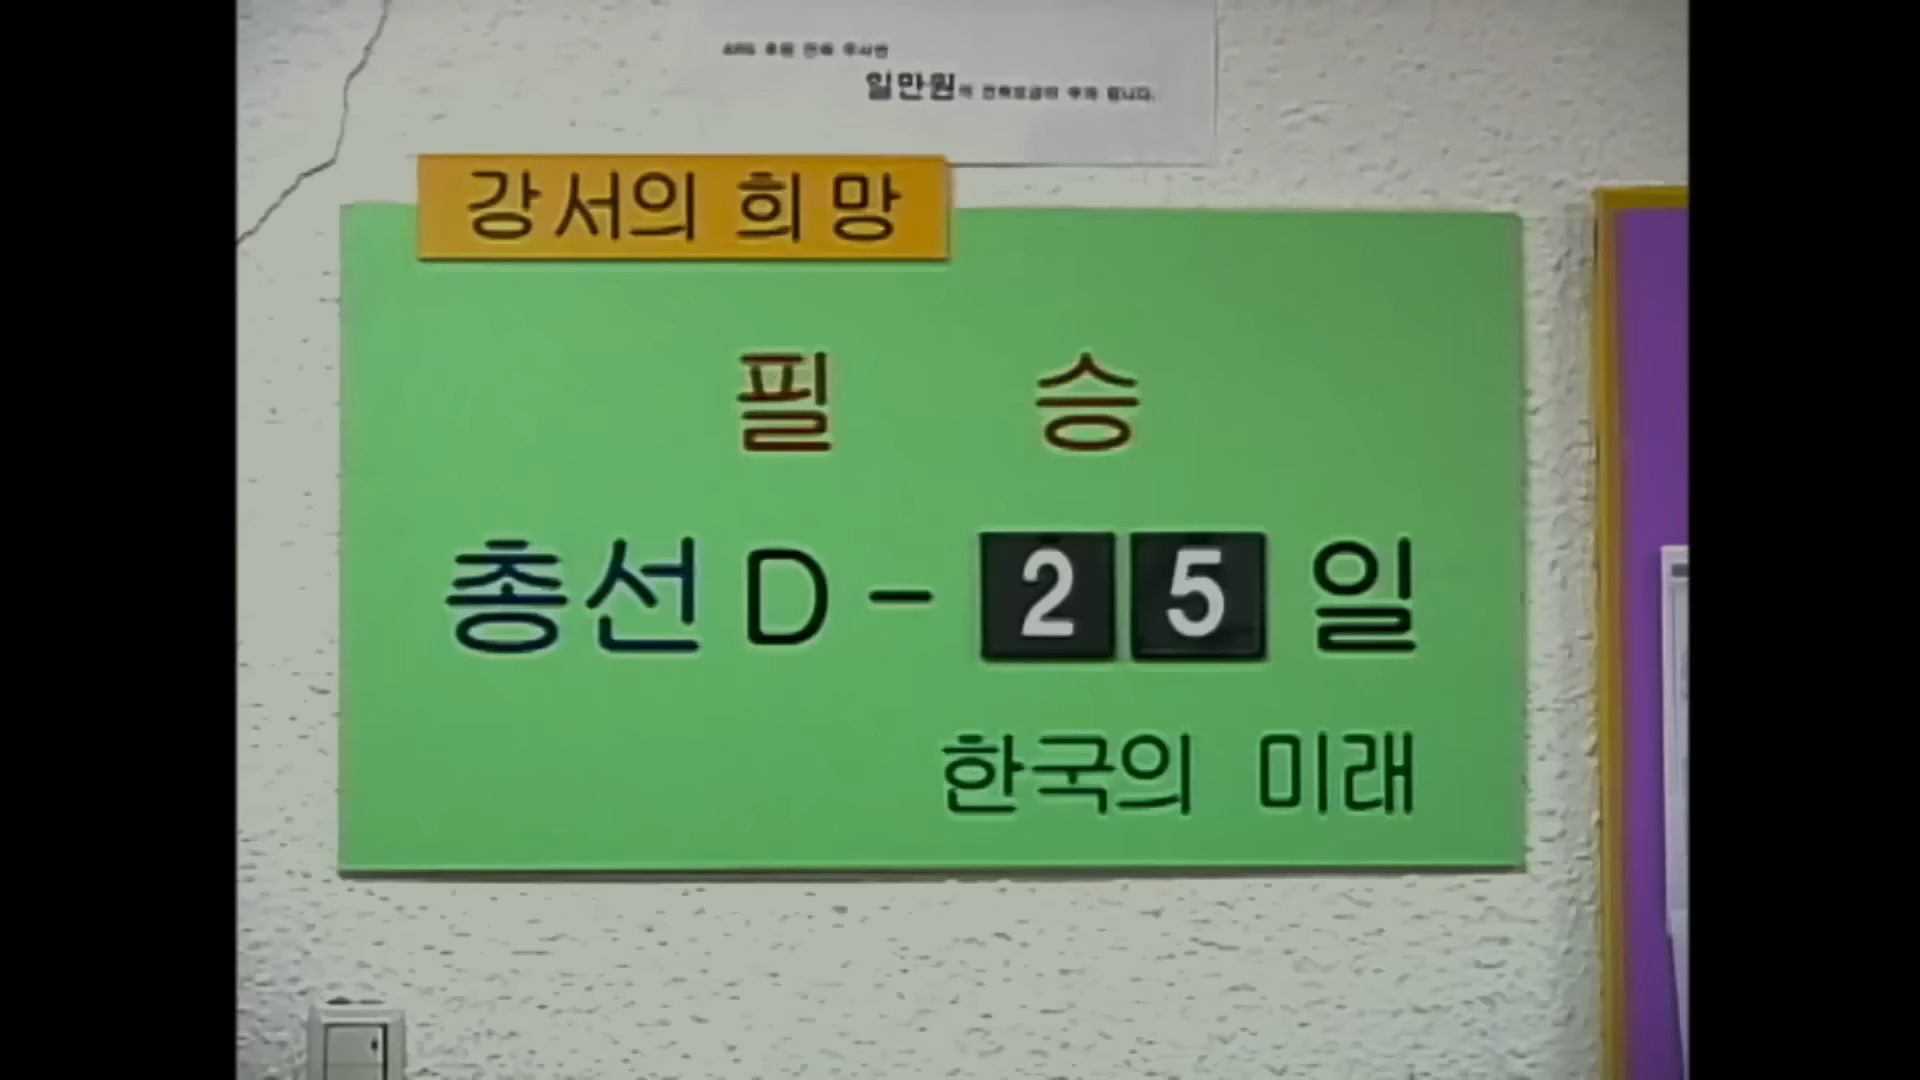 일만원
강서의 희망
필 승
총선 D - 25 일
한국의 미래